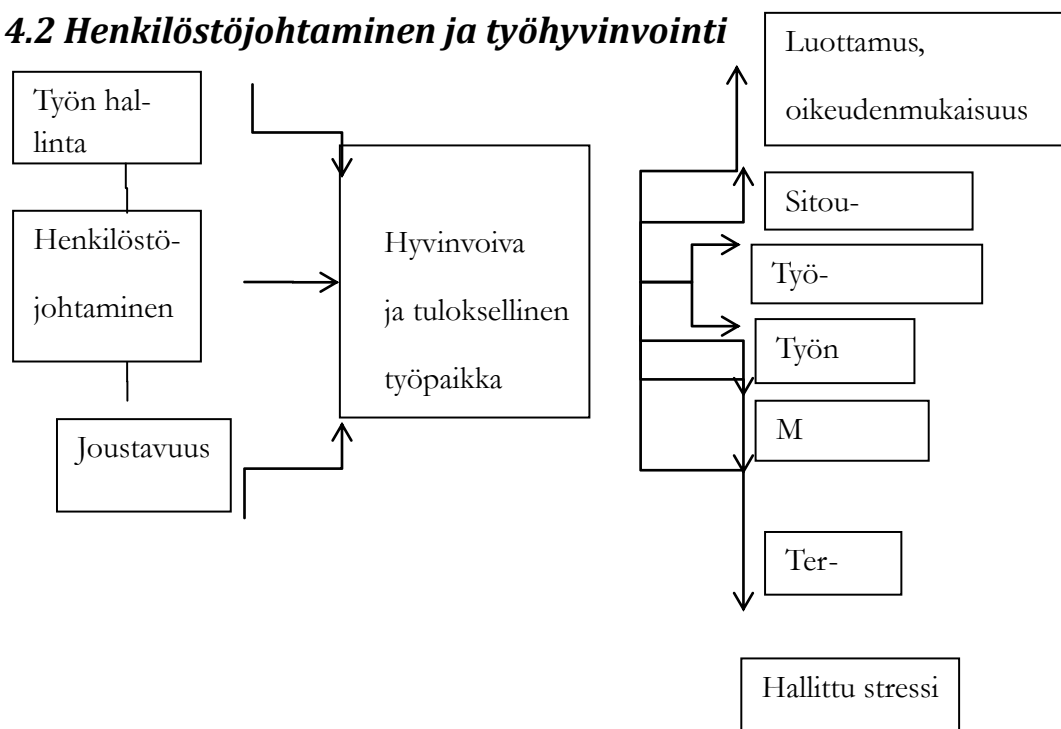 4.2 Henkilöstöjohtaminen ja työhyvinvointi
Työn hal-
linta
Henkilöstö-
johtaminen
Joustavuus
Hyvinvoiva
ja tuloksellinen
työpaikka
Luottamus,
oikeudenmukaisuus
Sitou-
Työ-
Työn
M
Ter-
Hallittu stressi